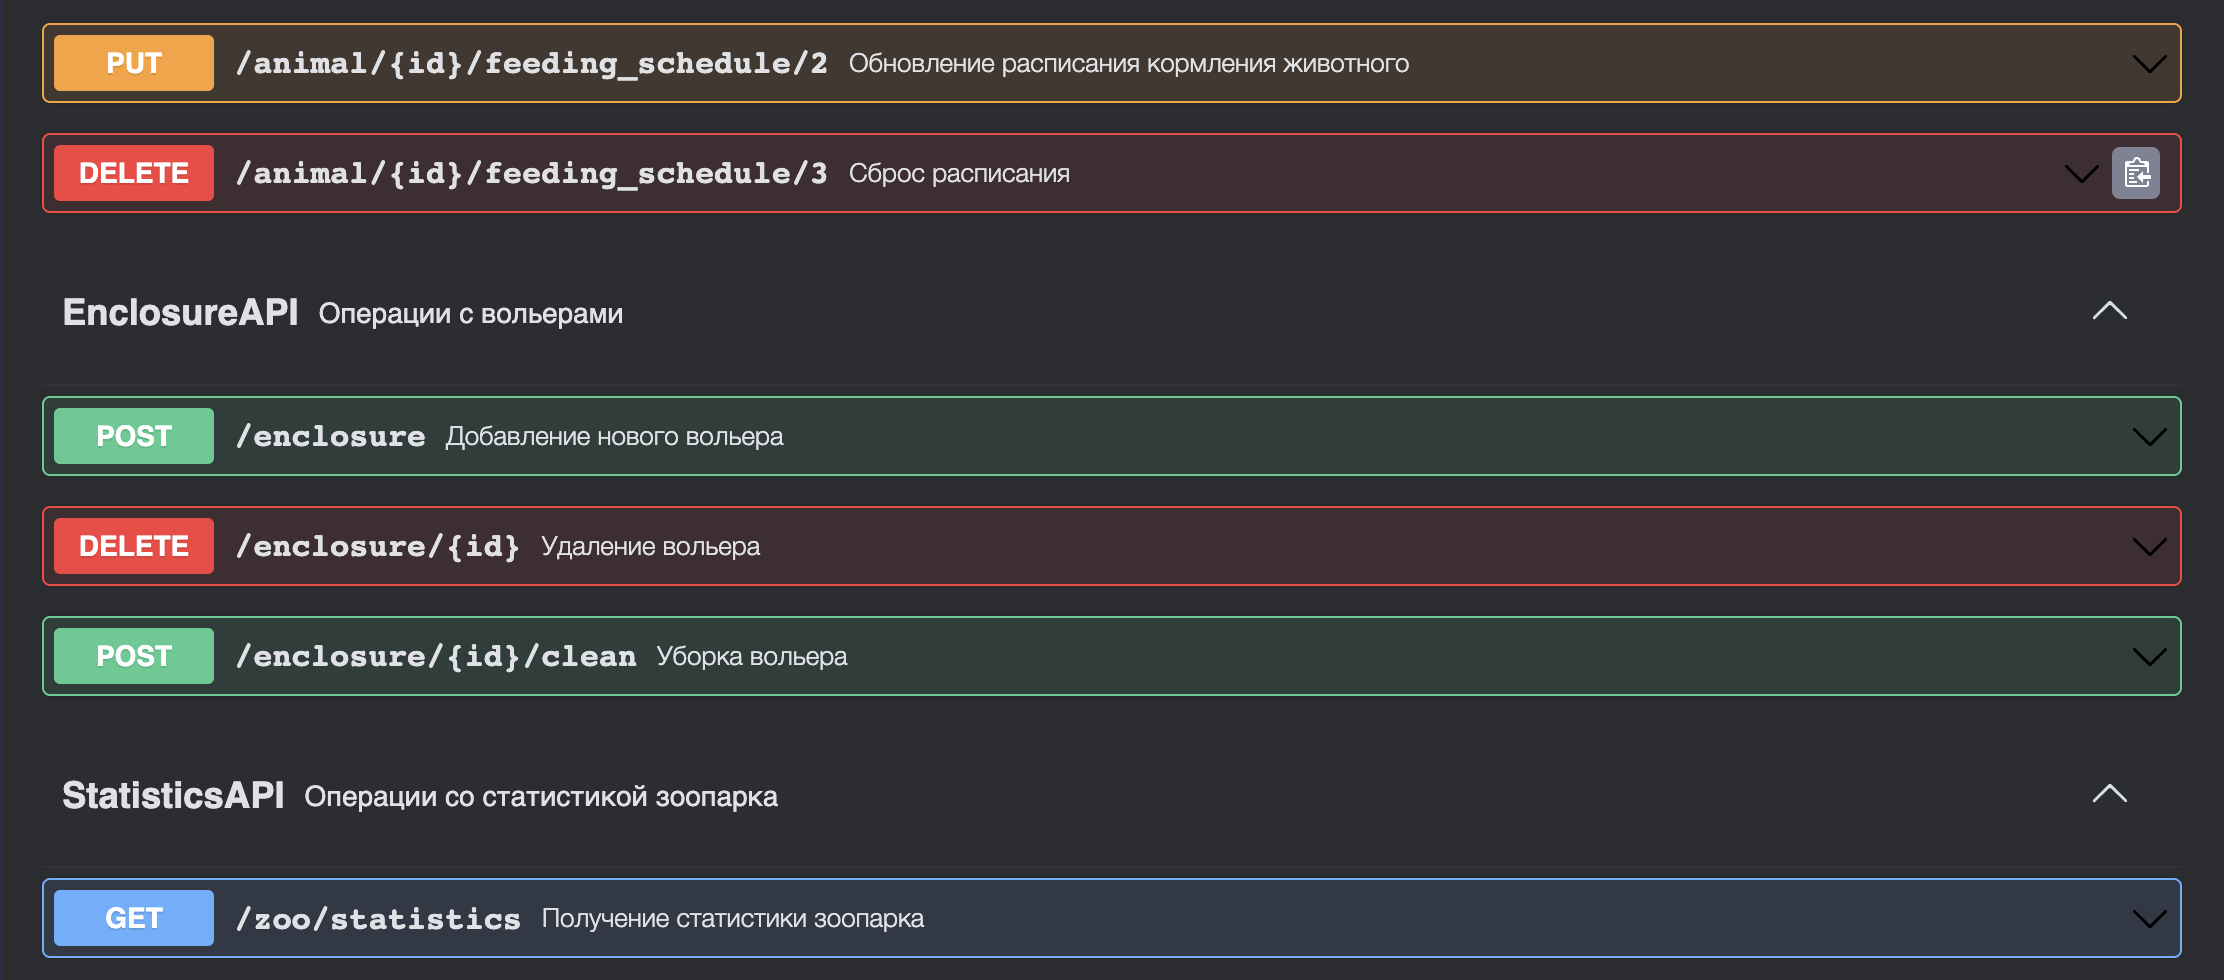 PUT /animal/{id}/feeding_schedule/2 Обновление расписания кормления животного
DELETE /animal/{id}/feeding_schedule/3 Сброс расписания
EnclosureAPI Операции с вольерами
POST /enclosure Добавление нового вольера
DELETE /enclosure/{id} Удаление вольера
POST /enclosure/{id}/clean Уборка вольера
StatisticsAPI Операции со статистикой зоопарка
GET /zoo/statistics Получение статистики зоопарка